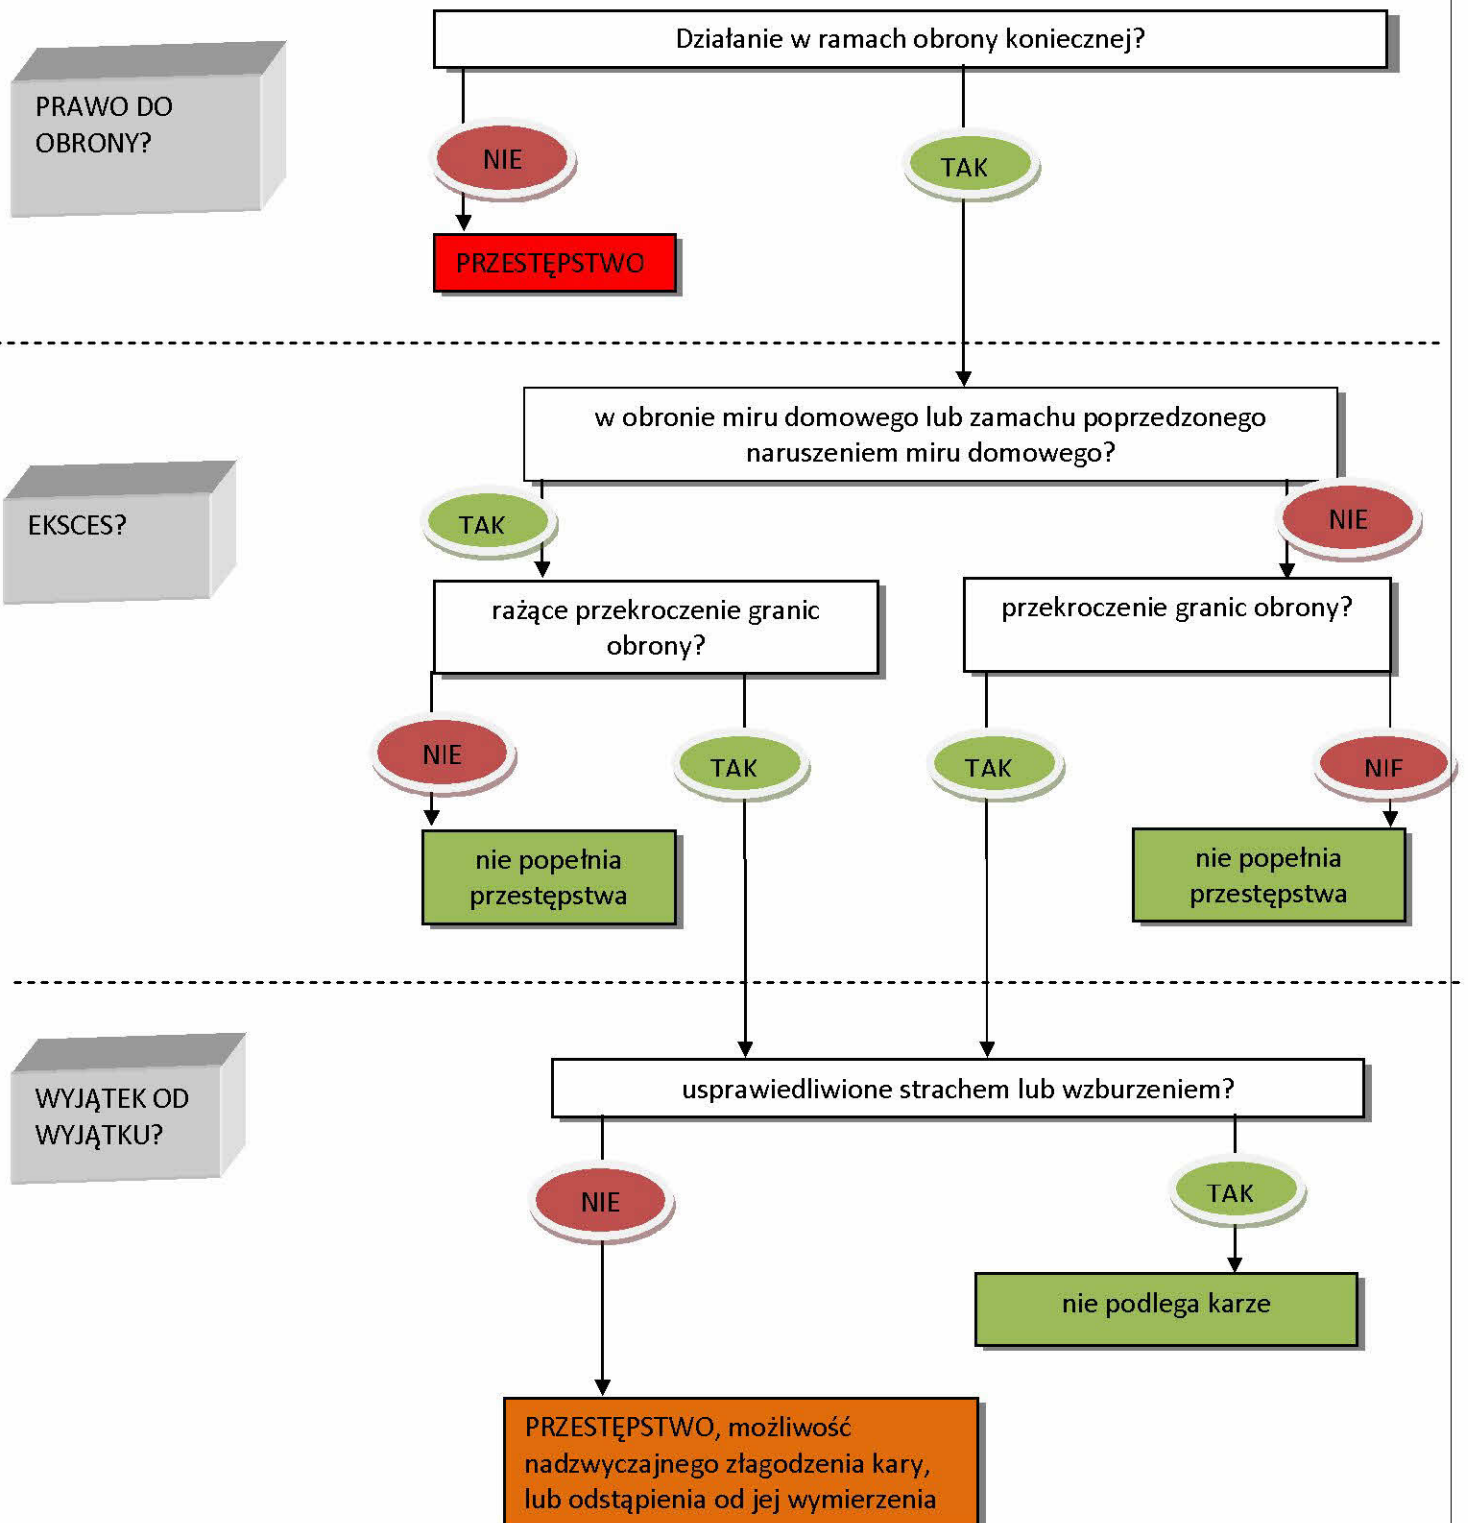 Działanie w ramach obrony koniecznej?
PRAWO DO
OBRONY?
NIE
TAK
PRZESTĘPSTWO
w obronie miru domowego lub zamachu poprzedzonego
naruszeniem miru domowego?
EKSCES?
TAK
NIE
rażące przekroczenie granic
obrony?
przekroczenie granic obrony?
NIE
TAK
TAK
NIF
nie popełnia
przestępstwa
nie popełnia
przestępstwa
WYJĄTEK OD
WYJĄTKU?
usprawiedliwione strachem lub wzburzeniem?
NIE
TAK
nie podlega karze
PRZESTĘPSTWO, możliwość
nadzwyczajnego złagodzenia kary,
lub odstąpienia od jej wymierzenia